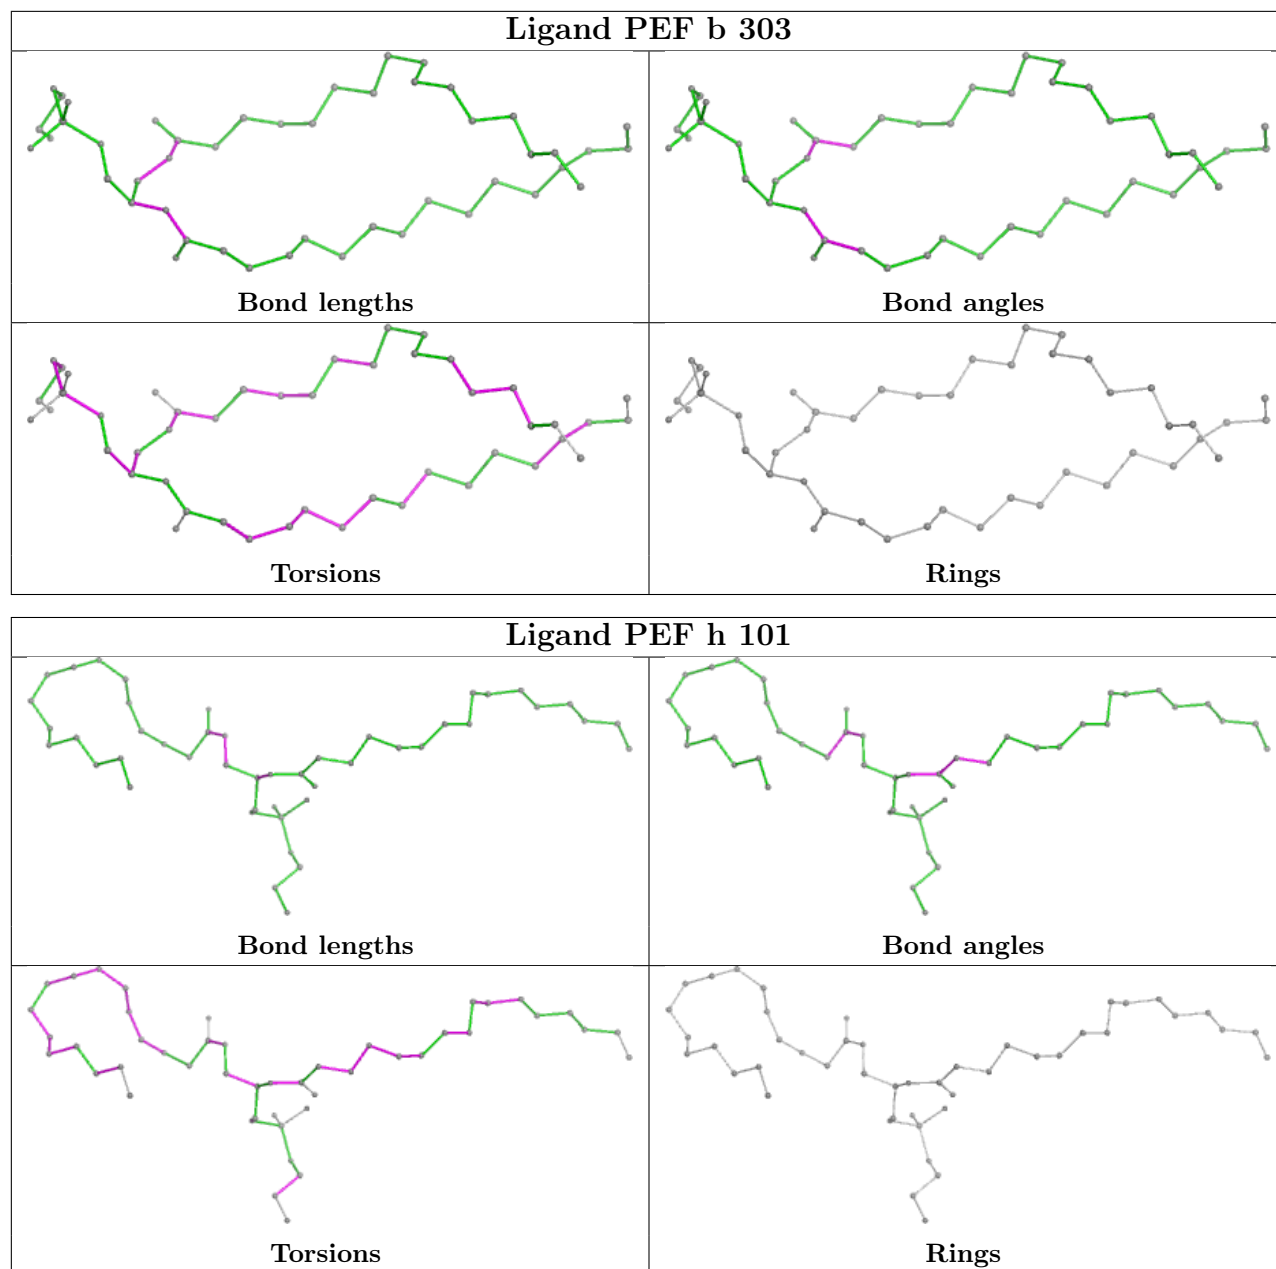 Ligand PEF b 303
Bond lengths
Bond angles
Torsions
Rings
Ligand PEF h 101
Bond lengths
Bond angles
Torsions
Rings